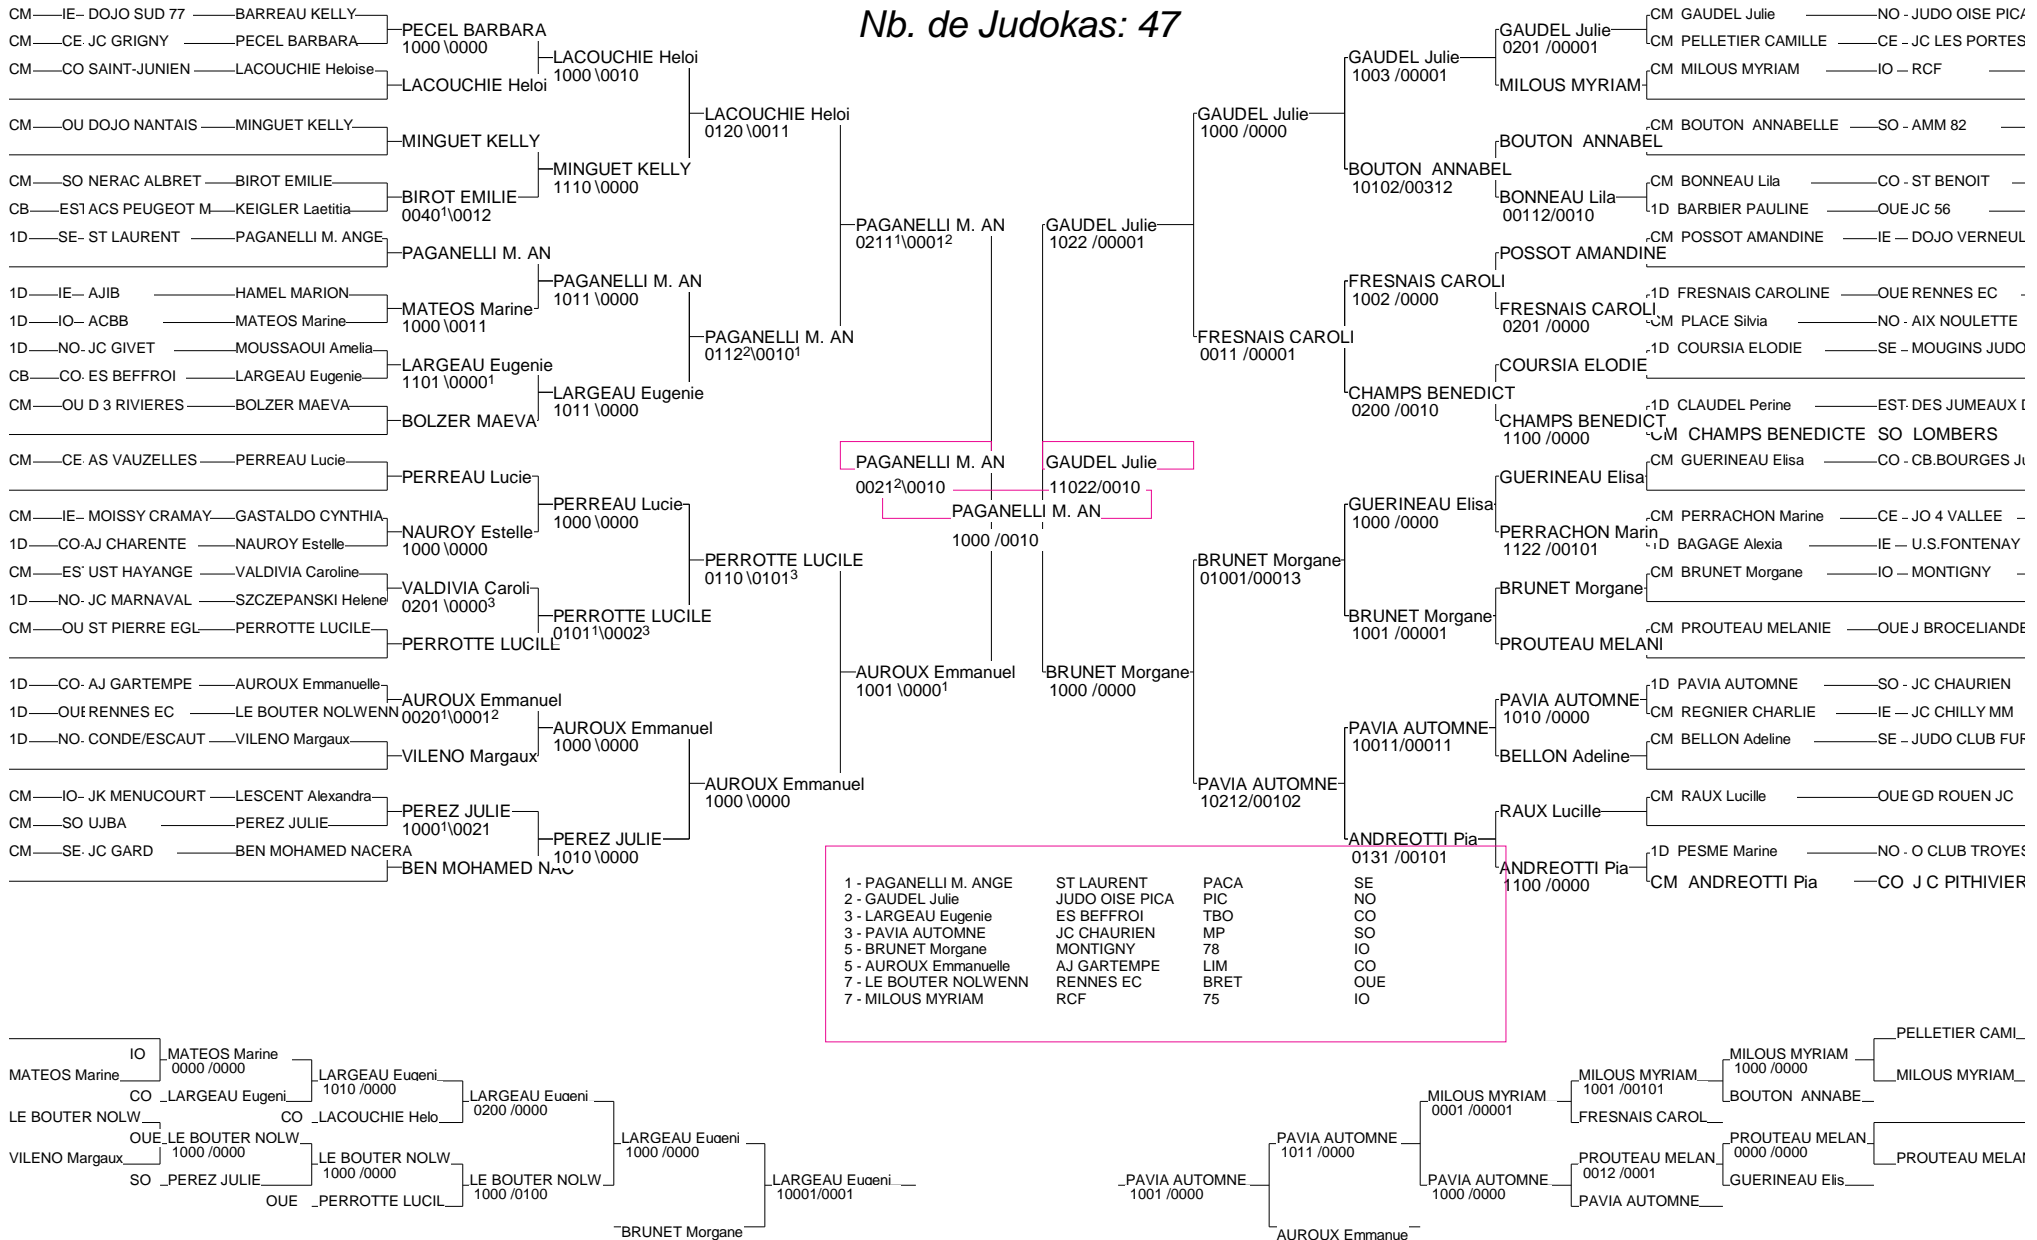 Nb. de Judokas: 47
CM IE DOJO SUD 77 BARREAU KELLY
CM CE JC GRIGNY PECEL BARBARA
CM CO SAINT-JUNIEN LACOUCHIE Heloise
CM OU DOJO NANTAIS MINGUET KELLY
CM SO NERAC ALBRET BIROT EMILIE
CB EST ACS PEUGEOT M KEIGLER Laetitia
1D SE ST LAURENT PAGANELLI M. ANGE
1D IE AJIB HAMEL MARION
1D IO ACBB MATEOS Marine
1D NO JC GIVET MOUSSAOUI Amelia
CB CO ES BEFFROI LARGEAU Eugenie
CM OU D 3 RIVIERES BOLZER MAEVA
CM CE AS VAUZELLES PERREAU Lucie
CM IE MOISSY CRAMAY GASTALDO CYNTHIA
1D CO AJ CHARENTE NAUROY Estelle
CM ES UST HAYANGE VALDIVIA Caroline
1D NO JC MARNAVAL SZCZEPANSKI Helene
CM OU ST PIERRE EGL PERROTTE LUCILE
1D CO AJ GARTEMPE AUROUX Emmanuelle
1D OUE RENNES EC LE BOUTER NOLWENN
1D NO CONDE/ESCAUT VILENO Margaux
CM IO JK MENUCOURT LESCENT Alexandra
CM SO UJBA PEREZ JULIE
CM SE JC GARD BEN MOHAMED NACERA
PECEL BARBARA
1000 \0000
LACOUCHIE Heloi
MINGUET KELLY
BIROT EMILIE
0040¹\0012
PAGANELLI M. AN
MATEOS Marine
1000 \0011
LARGEAU Eugenie
1101 \0000¹
BOLZER MAEVA
PERREAU Lucie
NAUROY Estelle
1000 \0000
VALDIVIA Caroli
0201 \0000³
PERROTTE LUCILE
AUROUX Emmanuel
0020¹\0001²
VILENO Margaux
PEREZ JULIE
1000¹\0021
BEN MOHAMED NAC
LACOUCHIE Heloi
1000 \0010
MINGUET KELLY
1110 \0000
PAGANELLI M. AN
1011 \0000
LARGEAU Eugenie
1011 \0000
PERREAU Lucie
1000 \0000
PERROTTE LUCILE
0101¹\0002³
AUROUX Emmanuel
1000 \0000
PEREZ JULIE
1010 \0000
LACOUCHIE Heloi
0120 \0011
PAGANELLI M. AN
0112²\0010¹
PERROTTE LUCILE
0110 \0101³
AUROUX Emmanuel
1000 \0000
PAGANELLI M. AN
0211¹\0001²
AUROUX Emmanuel
1001 \0000¹
PAGANELLI M. AN
0021²\0010
GAUDEL Julie
11022/0010
PAGANELLI M. AN
1000 /0010
GAUDEL Julie
1022 /00001
BRUNET Morgane
1000 /0000
GAUDEL Julie
1000 /0000
FRESNAIS CAROLI
0011 /00001
BRUNET Morgane
01001/00013
PAVIA AUTOMNE
10212/00102
GAUDEL Julie
1003 /00001
BOUTON ANNABEL
10102/00312
FRESNAIS CAROLI
1002 /0000
CHAMPS BENEDICT
0200 /0010
GUERINEAU Elisa
1000 /0000
BRUNET Morgane
1001 /00001
PAVIA AUTOMNE
10011/00011
ANDREOTTI Pia
0131 /00101
GAUDEL Julie
0201 /00001
MILOUS MYRIAM
BOUTON ANNABEL
BONNEAU Lila
00112/0010
POSSOT AMANDINE
FRESNAIS CAROLI
0201 /0000
COURSIA ELODIE
CHAMPS BENEDICT
1100 /0000
GUERINEAU Elisa
PERRACHON Marin
1122 /00101
BRUNET Morgane
PROUTEAU MELANI
PAVIA AUTOMNE
1010 /0000
BELLON Adeline
RAUX Lucille
ANDREOTTI Pia
1100 /0000
CM GAUDEL Julie NO - JUDO OISE PICA
CM PELLETIER CAMILLE CE - JC LES PORTES
CM MILOUS MYRIAM IO - RCF
CM BOUTON ANNABELLE SO - AMM 82
CM BONNEAU Lila CO - ST BENOIT
1D BARBIER PAULINE OUE JC 56
CM POSSOT AMANDINE IE - DOJO VERNEUL
1D FRESNAIS CAROLINE OUE RENNES EC
CM PLACE Silvia NO - AIX NOULETTE
1D COURSIA ELODIE SE - MOUGINS JUDO
1D CLAUDEL Perine EST- DES JUMEAUX D
CM CHAMPS BENEDICTE SO LOMBERS
CM GUERINEAU Elisa CO - CB.BOURGES Ju
CM PERRACHON Marine CE - JO 4 VALLEE
1D BAGAGE Alexia IE - U.S.FONTENAY
CM BRUNET Morgane IO - MONTIGNY
CM PROUTEAU MELANIE OUE J BROCELIANDE
1D PAVIA AUTOMNE SO - JC CHAURIEN
CM REGNIER CHARLIE IE - JC CHILLY MM
CM BELLON Adeline SE - JUDO CLUB FUR
CM RAUX Lucille OUE GD ROUEN JC
1D PESME Marine NO - O CLUB TROYES
CM ANDREOTTI Pia CO J C PITHIVIER
1 - PAGANELLI M. ANGE ST LAURENT PACA SE
2 - GAUDEL Julie JUDO OISE PICA PIC NO
3 - LARGEAU Eugenie ES BEFFROI TBO CO
3 - PAVIA AUTOMNE JC CHAURIEN MP SO
5 - BRUNET Morgane MONTIGNY 78 IO
5 - AUROUX Emmanuelle AJ GARTEMPE LIM CO
7 - LE BOUTER NOLWENN RENNES EC BRET OUE
7 - MILOUS MYRIAM RCF 75 IO
MATEOS Marine
LE BOUTER NOLW
VILENO Margaux
IO MATEOS Marine
0000 /0000
CO LARGEAU Eugeni
OUE LE BOUTER NOLW
1000 /0000
SO PEREZ JULIE
LARGEAU Eugeni
1010 /0000
CO LACOUCHIE Helo
LE BOUTER NOLW
1000 /0000
OUE PERROTTE LUCIL
LARGEAU Eugeni
0200 /0000
LE BOUTER NOLW
1000 /0100
LARGEAU Eugeni
1000 /0000
BRUNET Morgane
LARGEAU Eugeni
10001/0001
PAVIA AUTOMNE
1001 /0000
PAVIA AUTOMNE
1011 /0000
AUROUX Emmanue
MILOUS MYRIAM
0001 /00001
PAVIA AUTOMNE
1000 /0000
MILOUS MYRIAM
1001 /00101
FRESNAIS CAROL
PROUTEAU MELAN
0012 /0001
PAVIA AUTOMNE
MILOUS MYRIAM
1000 /0000
BOUTON ANNABE
PROUTEAU MELAN
0000 /0000
GUERINEAU Elis
PELLETIER CAMI
MILOUS MYRIAM
PROUTEAU MELAN